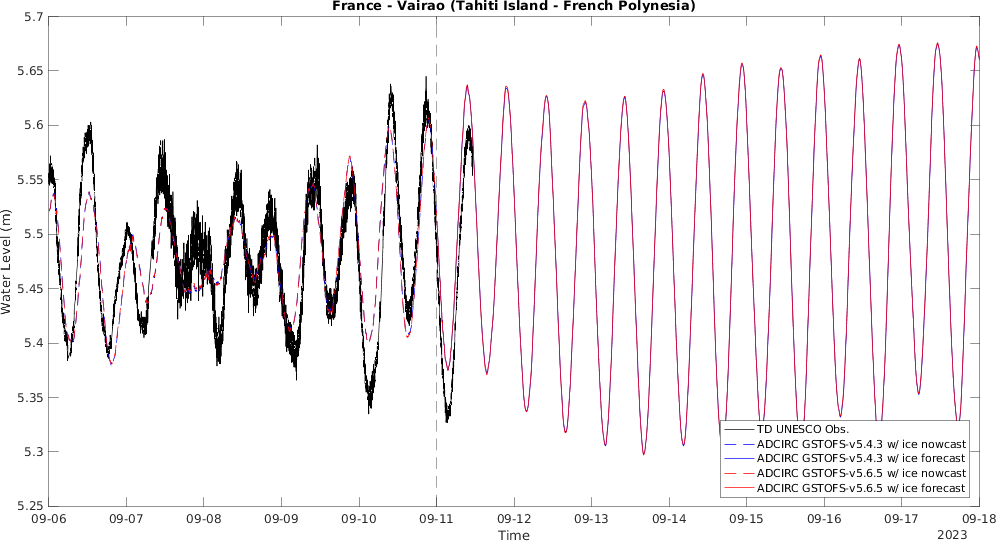 France - Vairao (Tahiti Island - French Polynesia)
5.7
5.65
5.6
5.55
5.5
5.45
5.4
5.35
5.3
5.25
Water Level (m)
TD UNESCO Obs.
ADCIRC GSTOFS-v5.4.3 w/ ice nowcast
ADCIRC GSTOFS-v5.4.3 w/ ice forecast
ADCIRC GSTOFS-v5.6.5 w/ ice nowcast
ADCIRC GSTOFS-v5.6.5 w/ ice forecast
09-06 09-07 09-08 09-09 09-10 09-11 09-12 09-13 09-14 09-15 09-16 09-17 09-18
Time
2023